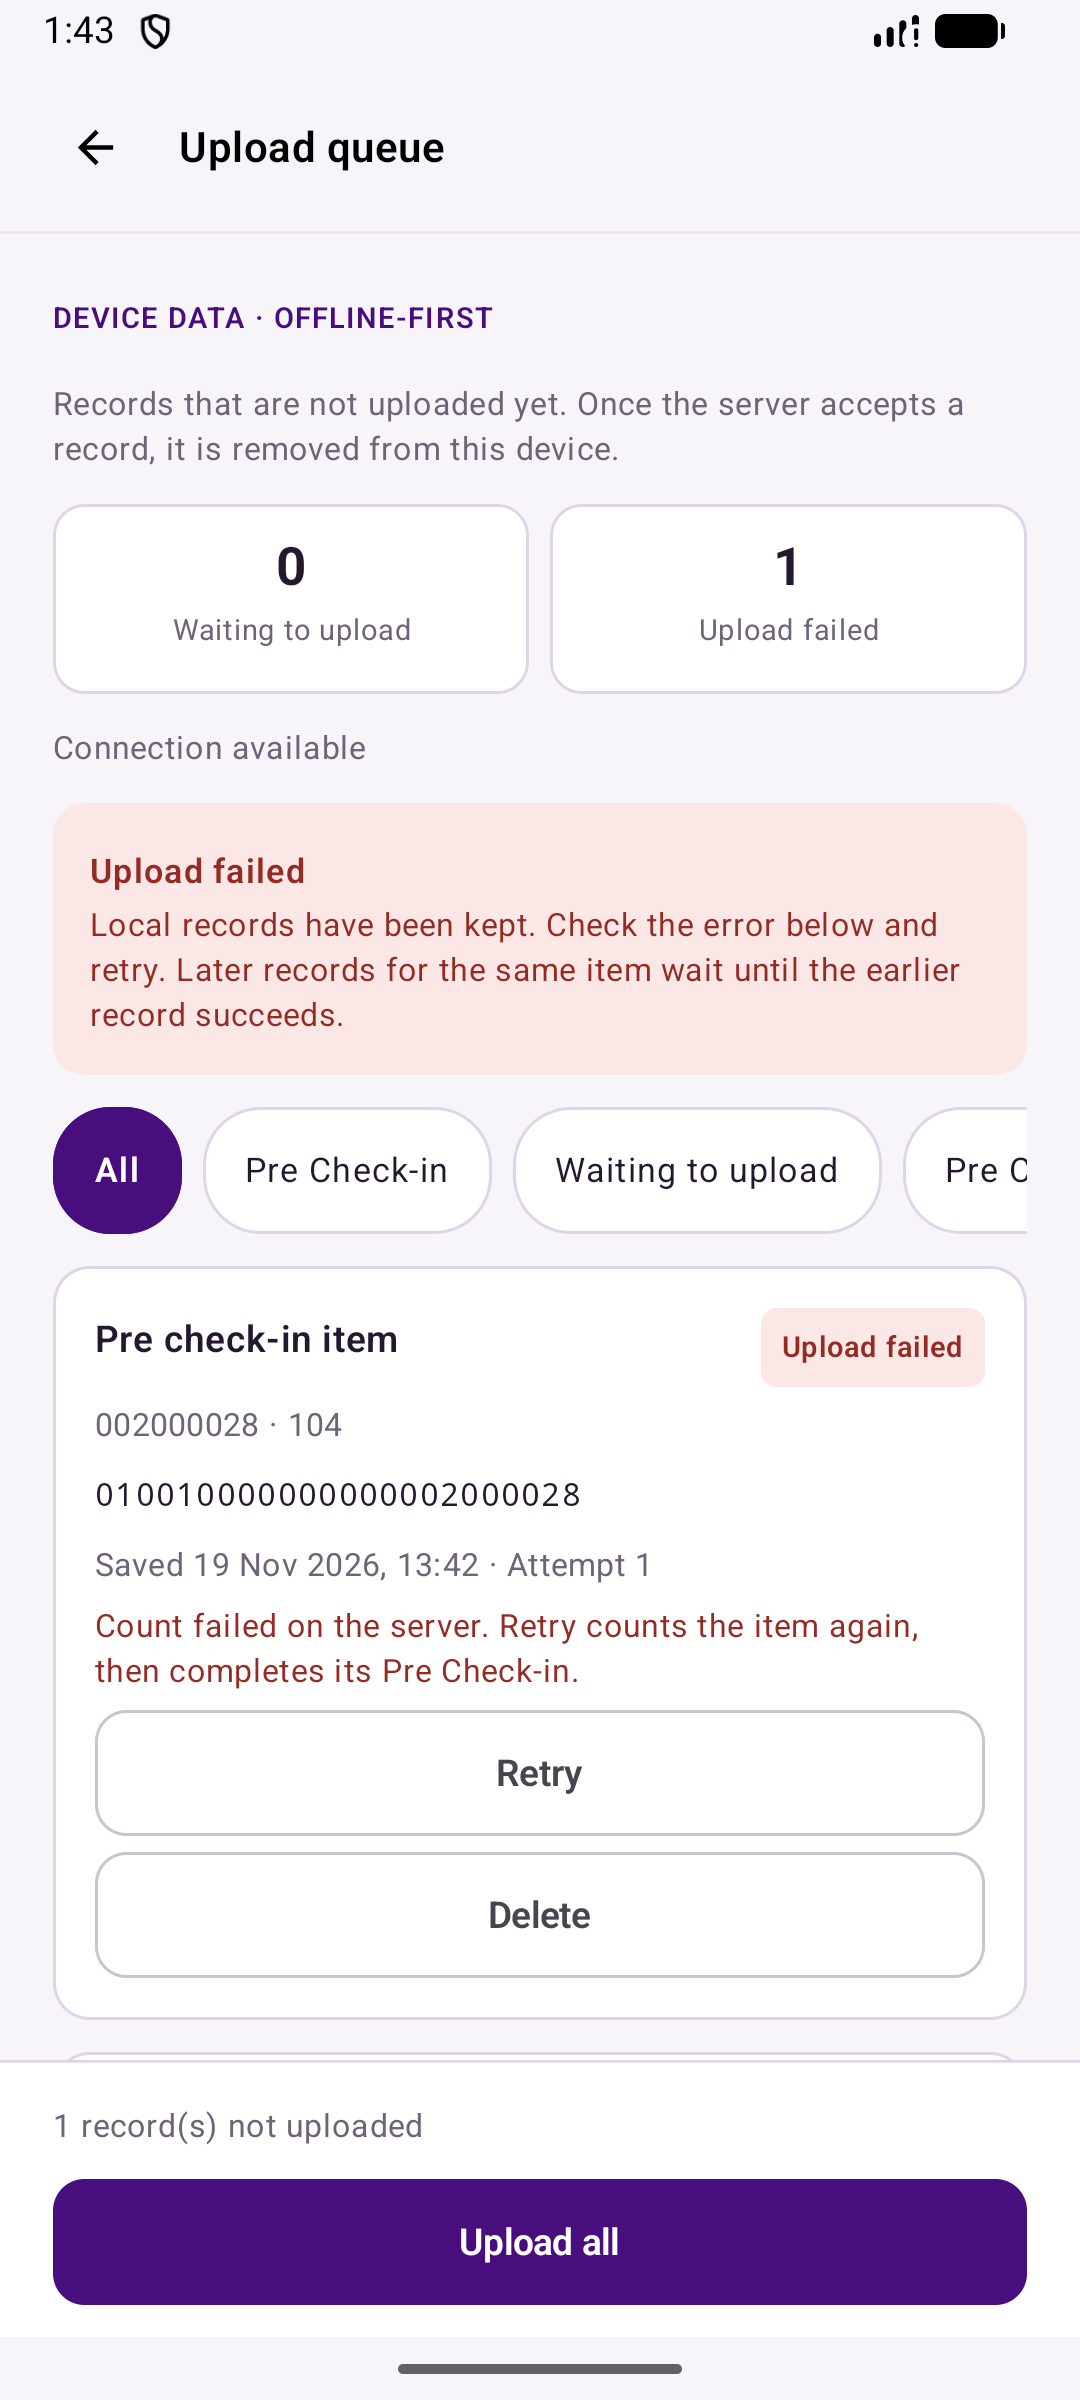 1:43
Upload queue
DEVICE DATA · OFFLINE-FIRST
Records that are not uploaded yet. Once the server accepts a
record, it is removed from this device.
0
Waiting to upload
1
Upload failed
Connection available
Upload failed
Local records have been kept. Check the error below and
retry. Later records for the same item wait until the earlier
record succeeds.
All
Pre Check-in
Waiting to upload
Pre C
Pre check-in item
Upload failed
002000028 · 104
010010000000000002000028
Saved 19 Nov 2026, 13:42 · Attempt 1
Count failed on the server. Retry counts the item again,
then completes its Pre Check-in.
Retry
Delete
1 record(s) not uploaded
Upload all